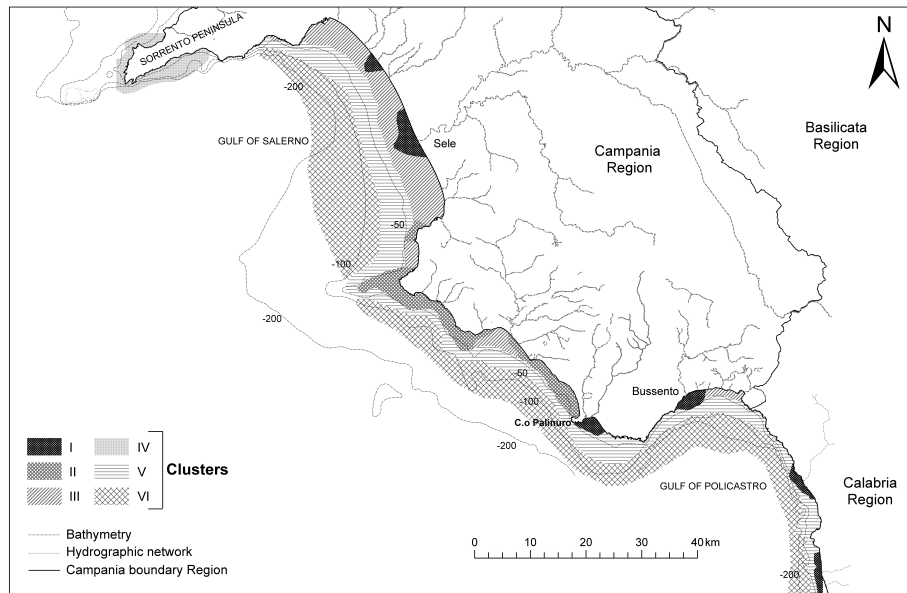 N
SORRENTO PENINSULA
-200
GULF OF SALERNO
Sele
Campania
Region
Basilicata
Region
-50
-100
-200
-50
-100
Bussento
C.o Palinuro
-200
GULF OF POLICASTRO
Calabria
Region
I
IV
II
V
Clusters
III
VI
Bathymetry
Hydrographic network
Campania boundary Region
0 10 20 30 40 km
-200